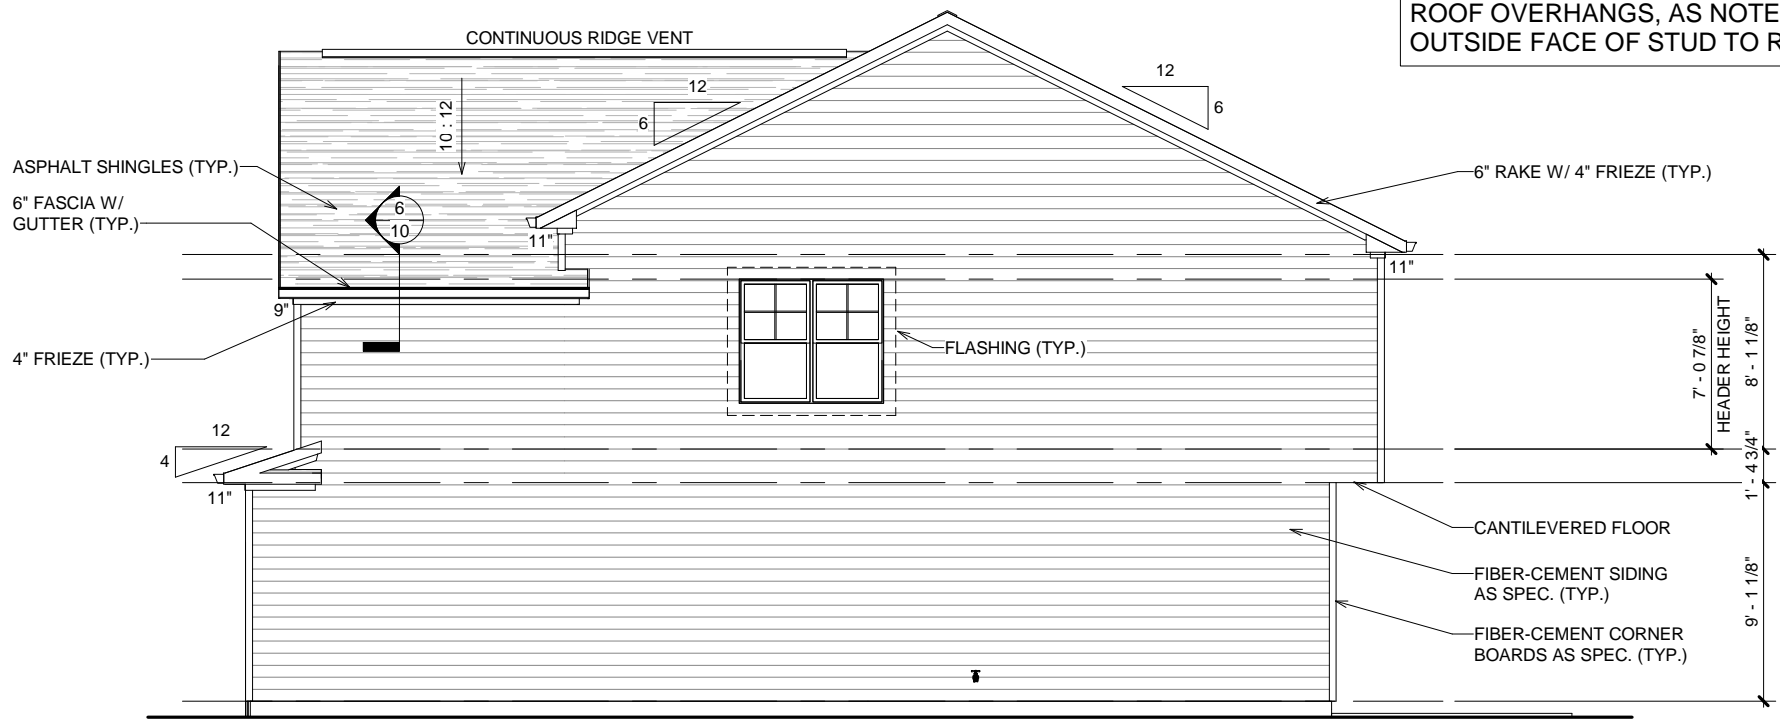 ROOF OVERHANGS, AS NOTE
OUTSIDE FACE OF STUD TO R
CONTINUOUS RIDGE VENT
12
6
12
6
10 : 12
ASPHALT SHINGLES (TYP.)
6" FASCIA W/
GUTTER (TYP.)
6
10
6" RAKE W/ 4" FRIEZE (TYP.)
11"
11"
9"
4" FRIEZE (TYP.)
FLASHING (TYP.)
7' - 0 7/8"
HEADER HEIGHT
8' - 1 1/8"
12
4
11"
1' - 4 3/4"
CANTILEVERED FLOOR
FIBER-CEMENT SIDING
AS SPEC. (TYP.)
9' - 1 1/8"
FIBER-CEMENT CORNER
BOARDS AS SPEC. (TYP.)